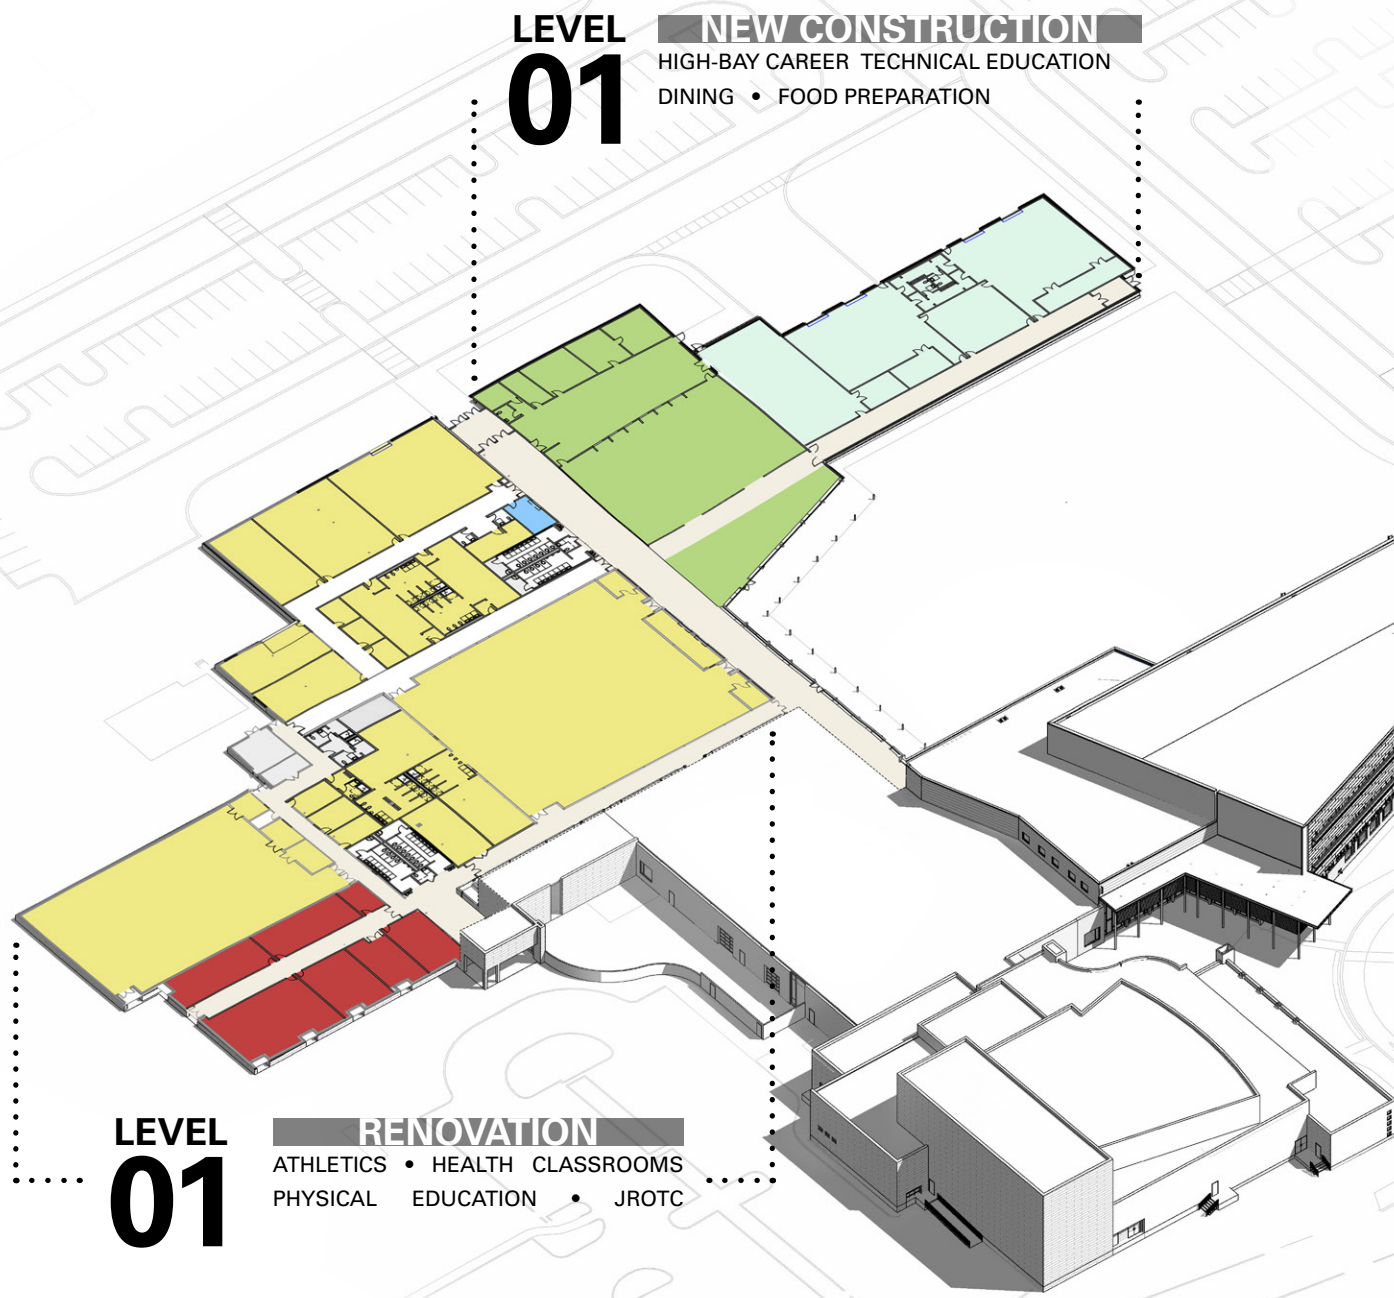 LEVEL
01
NEW CONSTRUCTION
HIGH-BAY CAREER TECHNICAL EDUCATION
DINING • FOOD PREPARATION
LEVEL
01
RENOVATION
ATHLETICS • HEALTH CLASSROOMS
PHYSICAL EDUCATION • JROTC